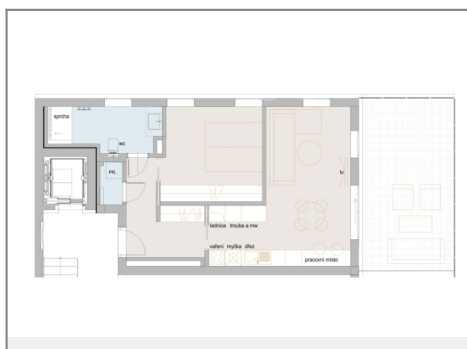 sprcha
wc
PR.
tv
lednice trouba a mw
vaření myčka dřez
pracovní místo